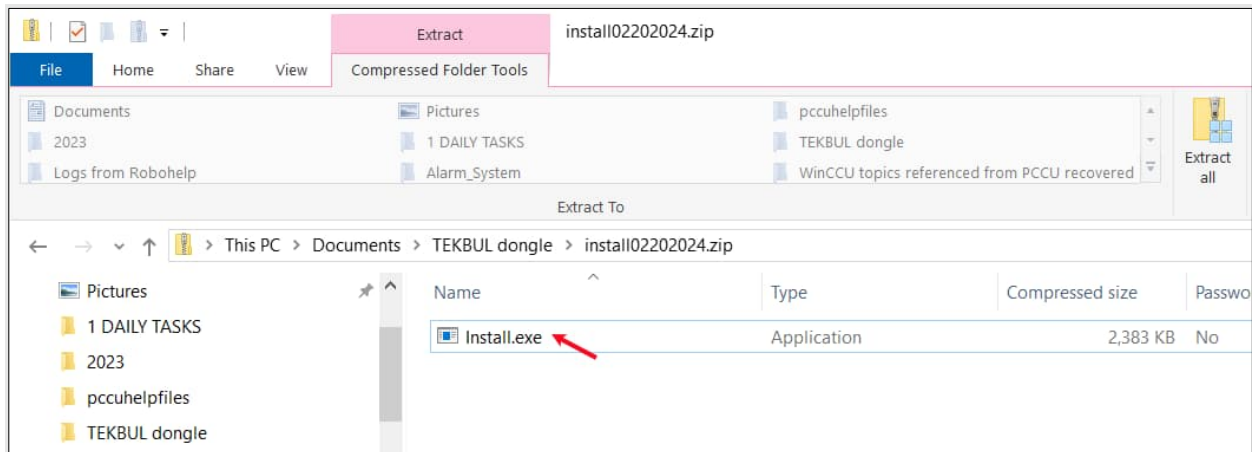 Extract install02202024.zip
File Home Share View Compressed Folder Tools
Documents Pictures pccuhelpfiles
2023 1 DAILY TASKS TEKBUL dongle
Logs from Robohelp Alarm_System WinCCU topics referenced from PCCU recovered
Extract
all
Extract To
This PC > Documents > TEKBUL dongle > install02202024.zip
Pictures Name Type Compressed size Passwo
1 DAILY TASKS Install.exe Application 2,383 KB No
2023
pccuhelpfiles
TEKBUL dongle